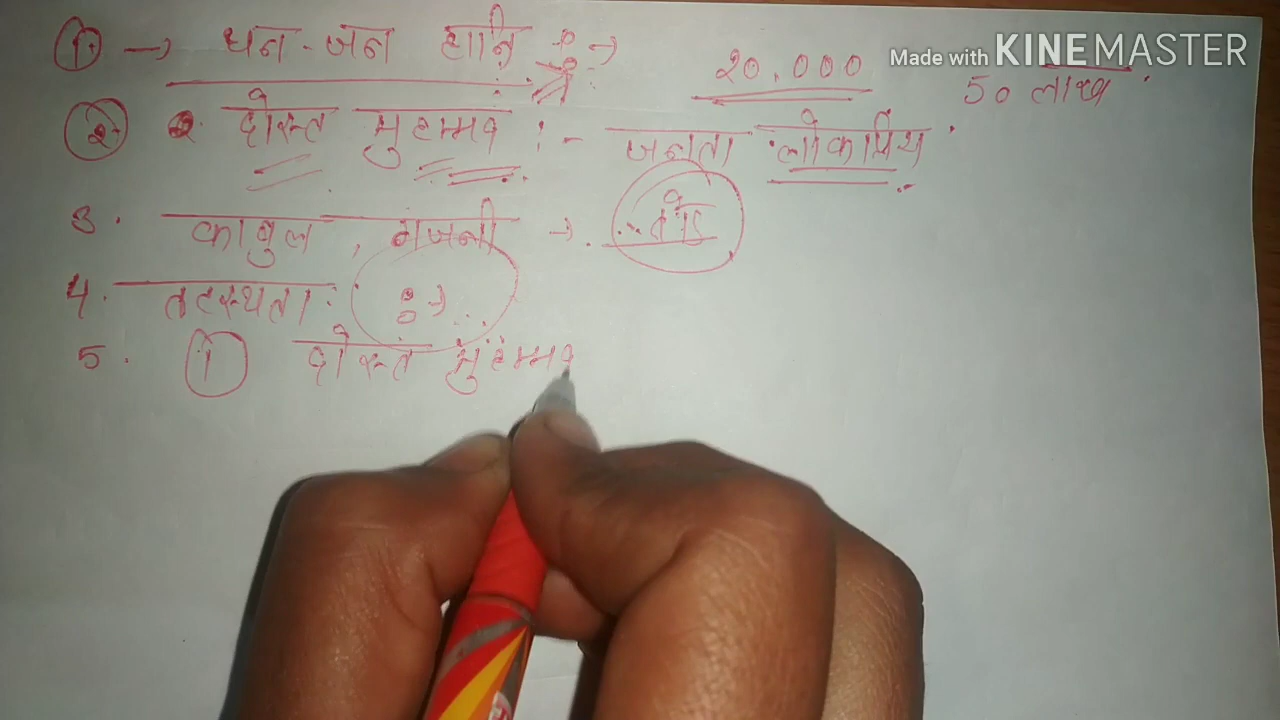 Made with KINEMASTER
① → धन - जन हानि :→ 20,000 50 लाख
② 2. दोस्त मुहम्मद :- जनता लोकप्रिय
3. काबुल, गजनी →
4. तटस्थता : :→
5. ① दोस्त मुहम्मद